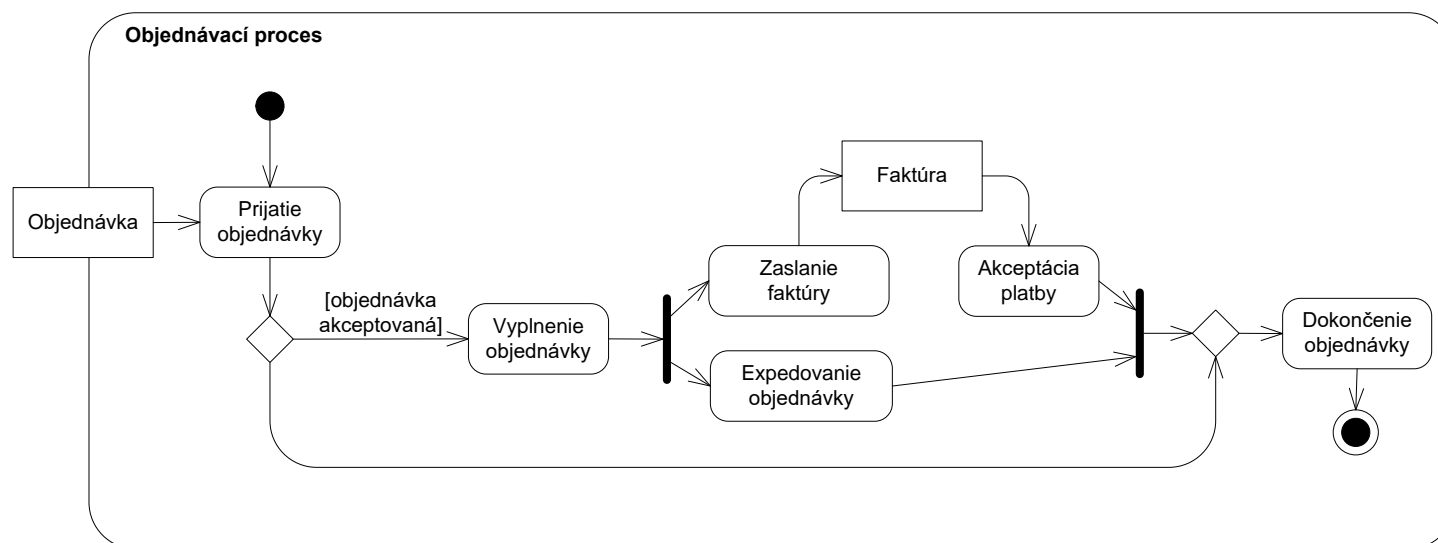 Objednávací proces
Objednávka
Prijatie
objednávky
[objednávka
akceptovaná]
Vyplnenie
objednávky
Zaslanie
faktúry
Faktúra
Akceptácia
platby
Expedovanie
objednávky
Dokončenie
objednávky